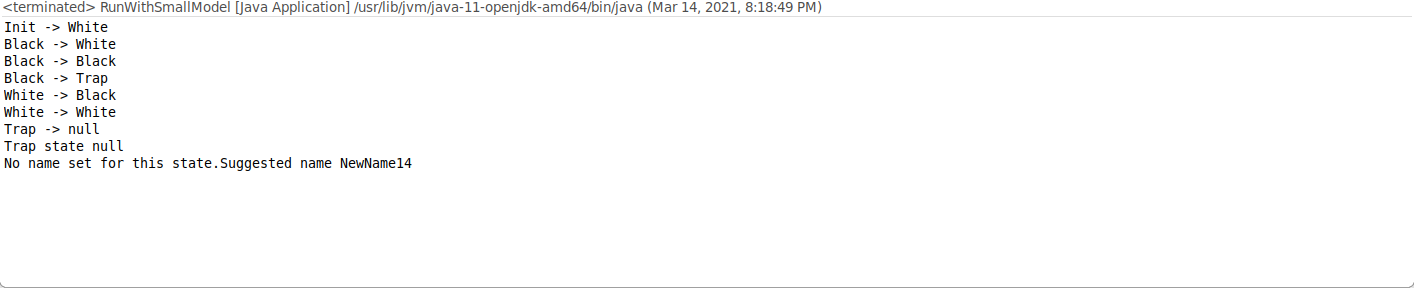 <terminated> RunWithSmallModel [Java Application] /usr/lib/jvm/java-11-openjdk-amd64/bin/java (Mar 14, 2021, 8:18:49 PM)
Init -> White
Black -> White
Black -> Black
Black -> Trap
White -> Black
White -> White
Trap -> null
Trap state null
No name set for this state.Suggested name NewName14